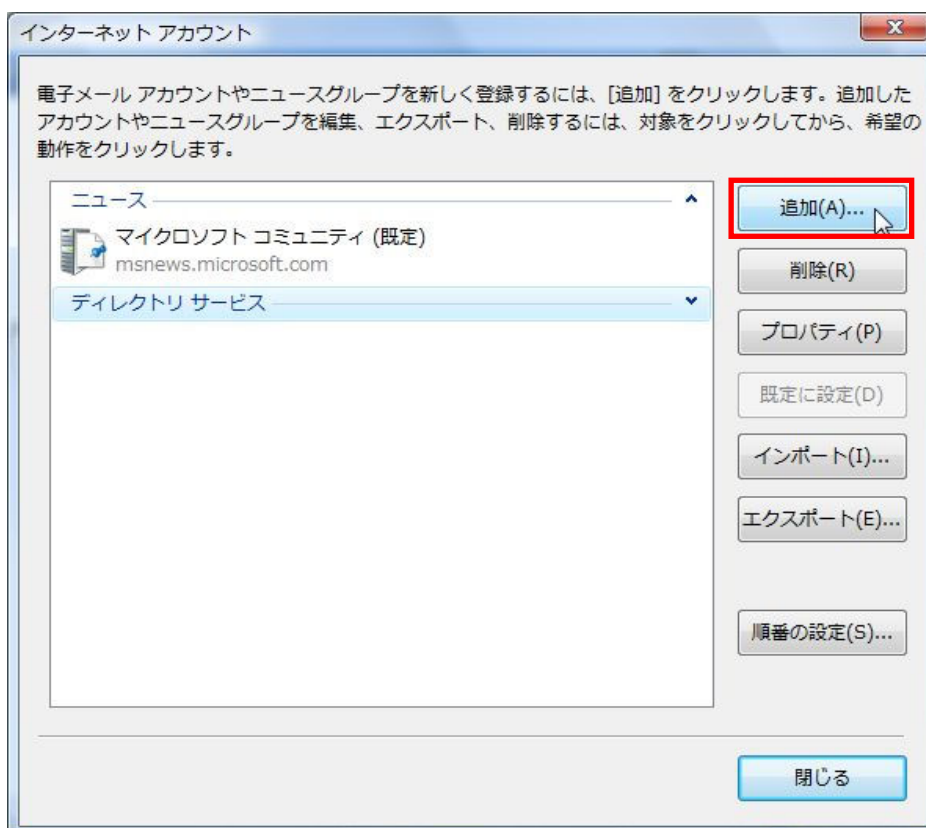 インターネット アカウント
電子メール アカウントやニュースグループを新しく登録するには、[追加] をクリックします。追加した
アカウントやニュースグループを編集、エクスポート、削除するには、対象をクリックしてから、希望の
動作をクリックします。
ニュース
マイクロソフト コミュニティ (既定)
msnews.microsoft.com
ディレクトリ サービス
追加(A)...
削除(R)
プロパティ(P)
既定に設定(D)
インポート(I)...
エクスポート(E)...
順番の設定(S)...
閉じる